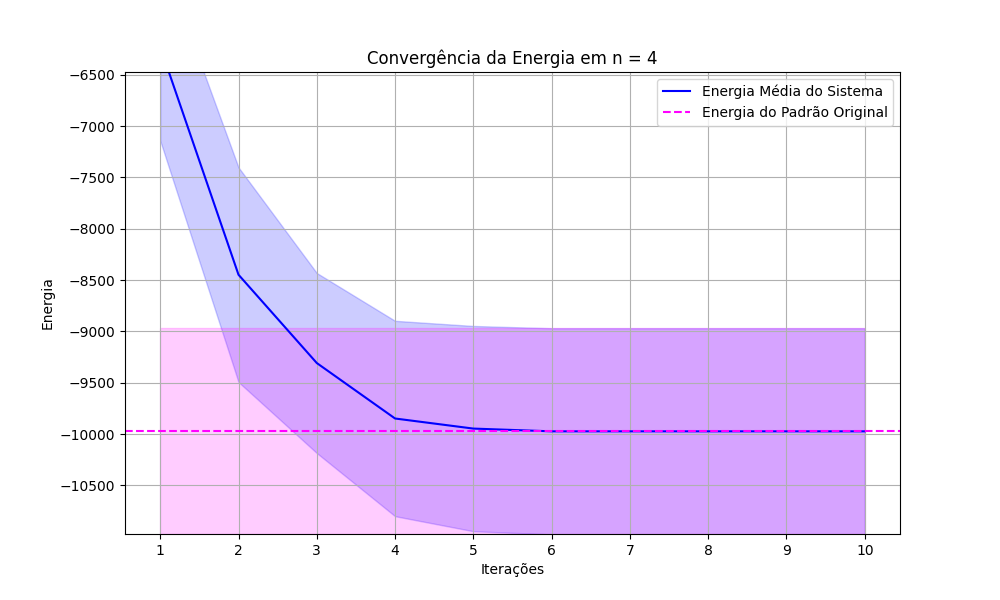 Convergência da Energia em n = 4
Energia Média do Sistema
Energia do Padrão Original
Energia
−6500
−7000
−7500
−8000
−8500
−9000
−9500
−10000
−10500
1 2 3 4 5 6 7 8 9 10
Iterações